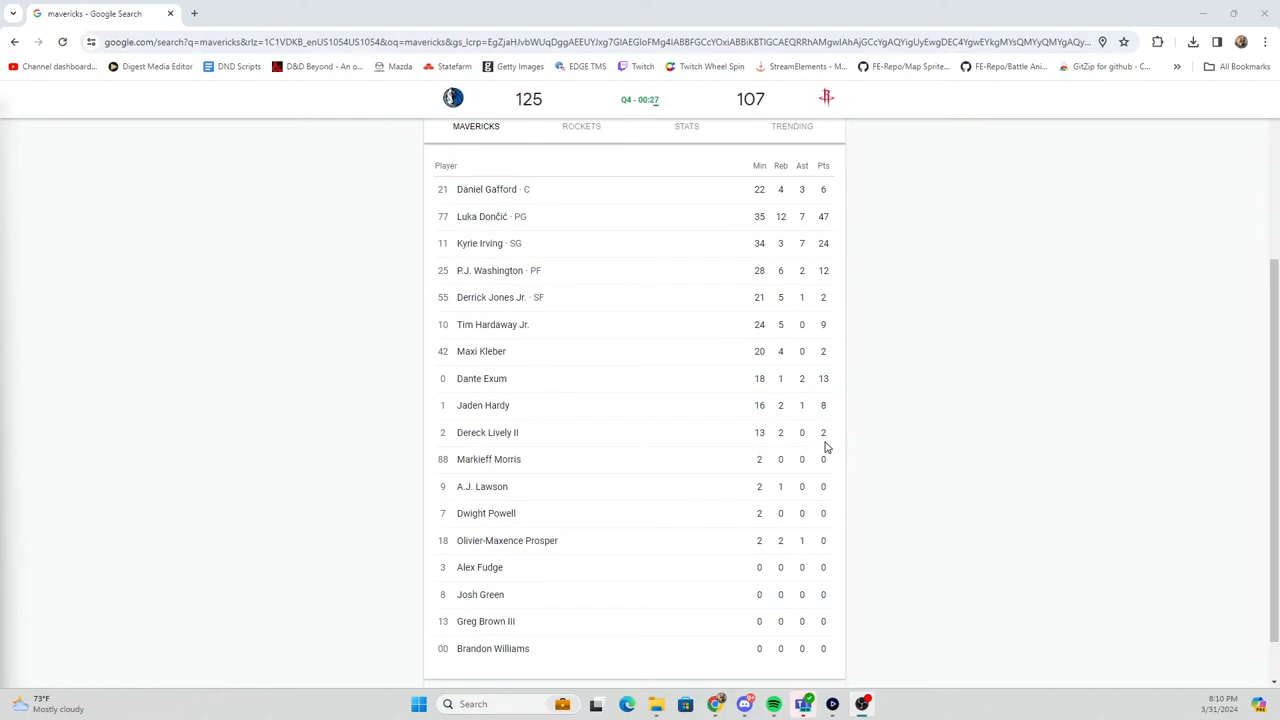 mavericks - Google Search
google.com/search?q=mavericks&rlz=1C1VDKB_enUS1054US1054&oq=mavericks&gs_lcrp=
Channel dashboard... Digest Media Editor DND Scripts D&D Beyond - An o... Mazda Statefarm Getty Images EDGE TMS Twitch Twitch Wheel Spin StreamElements - M... FE-Repo/Map Sprite... FE-Repo/Battle Ani... GitZip for github - C... All Bookmarks
125 Q4 - 00:27 107
MAVERICKS ROCKETS STATS TRENDING
Player Min Reb Ast Pts
21 Daniel Gafford · C 22 4 3 6
77 Luka Dončić · PG 35 12 7 47
11 Kyrie Irving · SG 34 3 7 24
25 P.J. Washington · PF 28 6 2 12
55 Derrick Jones Jr. · SF 21 5 1 2
10 Tim Hardaway Jr. 24 5 0 9
42 Maxi Kleber 20 4 0 2
0 Dante Exum 18 1 2 13
1 Jaden Hardy 16 2 1 8
2 Dereck Lively II 13 2 0 2
88 Markieff Morris 2 0 0 0
9 A.J. Lawson 2 1 0 0
7 Dwight Powell 2 0 0 0
18 Olivier-Maxence Prosper 2 2 1 0
3 Alex Fudge 0 0 0 0
8 Josh Green 0 0 0 0
13 Greg Brown III 0 0 0 0
00 Brandon Williams 0 0 0 0
73°F
Mostly cloudy
Search
8:10 PM
3/31/2024